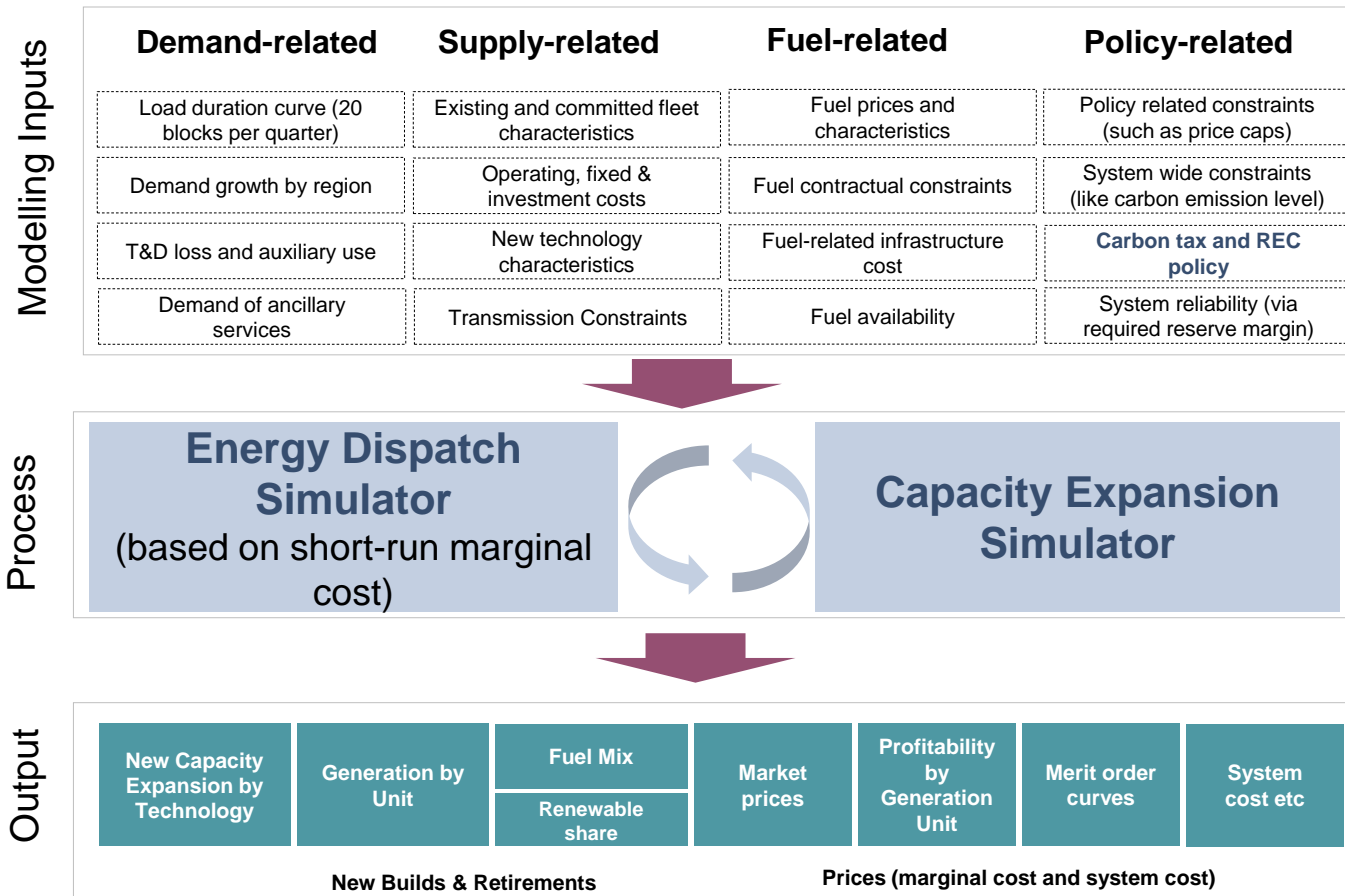 Modelling Inputs
Demand-related
Load duration curve (20
blocks per quarter)
Demand growth by region
T&D loss and auxiliary use
Demand of ancillary
services
Supply-related
Existing and committed fleet
characteristics
Operating, fixed &
investment costs
New technology
characteristics
Transmission Constraints
Fuel-related
Fuel prices and
characteristics
Fuel contractual constraints
Fuel-related infrastructure
cost
Fuel availability
Policy-related
Policy related constraints
(such as price caps)
System wide constraints
(like carbon emission level)
Carbon tax and REC
policy
System reliability (via
required reserve margin)
Process
Energy Dispatch
Simulator
(based on short-run marginal
cost)
Capacity Expansion
Simulator
Output
New Capacity
Expansion by
Technology
Generation by
Unit
Fuel Mix
Renewable
share
Market
prices
Profitability
by
Generation
Unit
Merit order
curves
System
cost etc
New Builds & Retirements
Prices (marginal cost and system cost)